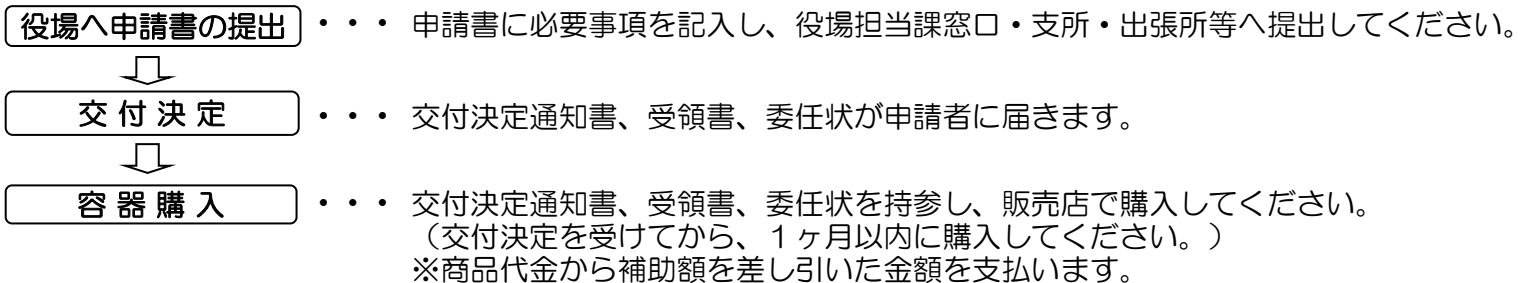 役場へ申請書の提出・・・ 申請書に必要事項を記入し、役場担当課窓口・支所・出張所等へ提出してください。
交 付 決 定・・・ 交付決定通知書、受領書、委任状が申請者に届きます。
容 器 購 入・・・ 交付決定通知書、受領書、委任状を持参し、販売店で購入してください。
（交付決定を受けてから、１ヶ月以内に購入してください。）
※商品代金から補助額を差し引いた金額を支払います。